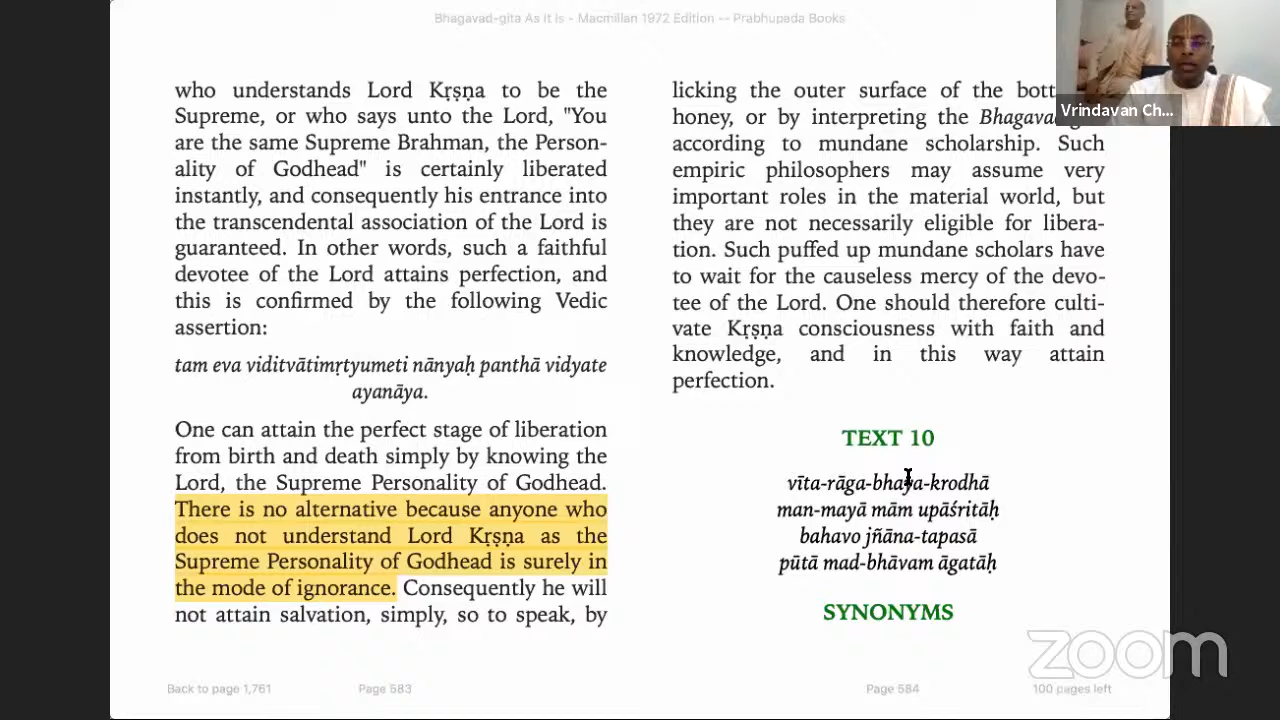 Bhagavad-gita As It Is - Macmillan 1972 Edition -- Prabhupada Books
who understands Lord Kṛṣṇa to be the
Supreme, or who says unto the Lord, "You
are the same Supreme Brahman, the Person-
ality of Godhead" is certainly liberated
instantly, and consequently his entrance into
the transcendental association of the Lord is
guaranteed. In other words, such a faithful
devotee of the Lord attains perfection, and
this is confirmed by the following Vedic
assertion:
tam eva viditvātimṛtyumeti nānyaḥ panthā vidyate
ayanāya.
One can attain the perfect stage of liberation
from birth and death simply by knowing the
Lord, the Supreme Personality of Godhead.
There is no alternative because anyone who
does not understand Lord Kṛṣṇa as the
Supreme Personality of Godhead is surely in
the mode of ignorance. Consequently he will
not attain salvation, simply, so to speak, by
Back to page 1,761
Page 583
licking the outer surface of the bott
honey, or by interpreting the Bhagava
according to mundane scholarship. Such
empiric philosophers may assume very
important roles in the material world, but
they are not necessarily eligible for libera-
tion. Such puffed up mundane scholars have
to wait for the causeless mercy of the devo-
tee of the Lord. One should therefore culti-
vate Kṛṣṇa consciousness with faith and
knowledge, and in this way attain
perfection.
TEXT 10
vīta-rāga-bhaya-krodhā
man-mayā mām upāśritāḥ
bahavo jñāna-tapasā
pūtā mad-bhāvam āgatāḥ
SYNONYMS
Page 584
100 pages left
Vrindavan Ch...
zoom